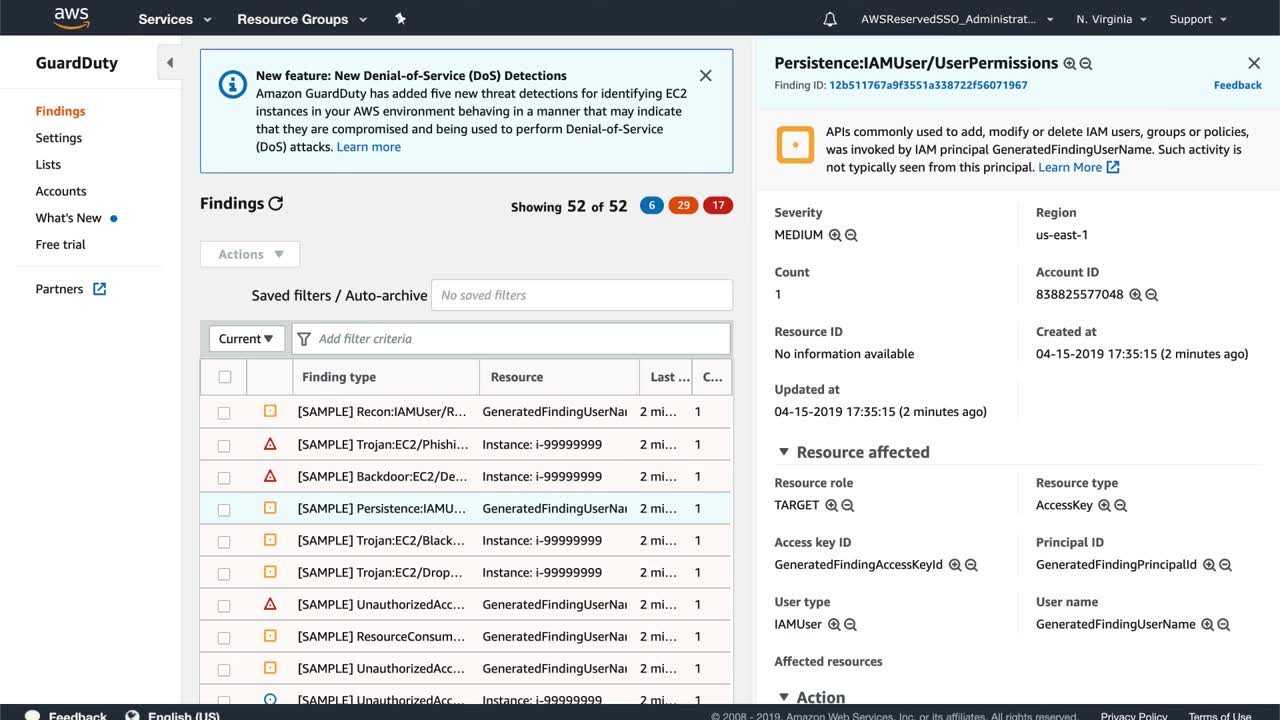 aws
Services
Resource Groups
AWSReservedSSO_Administrat...
N. Virginia
Support
GuardDuty
Findings
Settings
Lists
Accounts
What's New
Free trial
Partners
New feature: New Denial-of-Service (DoS) Detections
Amazon GuardDuty has added five new threat detections for identifying EC2
instances in your AWS environment behaving in a manner that may indicate
that they are compromised and being used to perform Denial-of-Service
(DoS) attacks. Learn more
Findings
Showing 52 of 52
6
29
17
Actions
Saved filters / Auto-archive
No saved filters
Current
Add filter criteria
Finding type
Resource
Last ...
C...
[SAMPLE] Recon:IAMUser/R...
GeneratedFindingUserNa
2 mi...
1
[SAMPLE] Trojan:EC2/Phishi...
Instance: i-99999999
2 mi...
1
[SAMPLE] Backdoor:EC2/De...
Instance: i-99999999
2 mi...
1
[SAMPLE] Persistence:IAMU...
GeneratedFindingUserNa
2 mi...
1
[SAMPLE] Trojan:EC2/Black...
Instance: i-99999999
2 mi...
1
[SAMPLE] Trojan:EC2/Drop...
Instance: i-99999999
2 mi...
1
[SAMPLE] UnauthorizedAcc...
GeneratedFindingUserNa
2 mi...
1
[SAMPLE] ResourceConsum...
GeneratedFindingUserNa
2 mi...
1
[SAMPLE] UnauthorizedAcc...
GeneratedFindingUserNa
2 mi...
1
[SAMPLE] UnauthorizedAcc...
Instance: i-99999999
2 mi...
1
Persistence:IAMUser/UserPermissions
Finding ID: 12b511767a9f3551a338722f56071967
Feedback
APIs commonly used to add, modify or delete IAM users, groups or policies,
was invoked by IAM principal GeneratedFindingUserName. Such activity is
not typically seen from this principal. Learn More
Severity
MEDIUM
Region
us-east-1
Count
1
Account ID
838825577048
Resource ID
No information available
Created at
04-15-2019 17:35:15 (2 minutes ago)
Updated at
04-15-2019 17:35:15 (2 minutes ago)
Resource affected
Resource role
TARGET
Resource type
AccessKey
Access key ID
GeneratedFindingAccessKeyId
Principal ID
GeneratedFindingPrincipalId
User type
IAMUser
User name
GeneratedFindingUserName
Affected resources
Action
Feedback
English (US)
© 2008 - 2019, Amazon Web Services, Inc. or its affiliates. All rights reserved.
Privacy Policy
Terms of Use